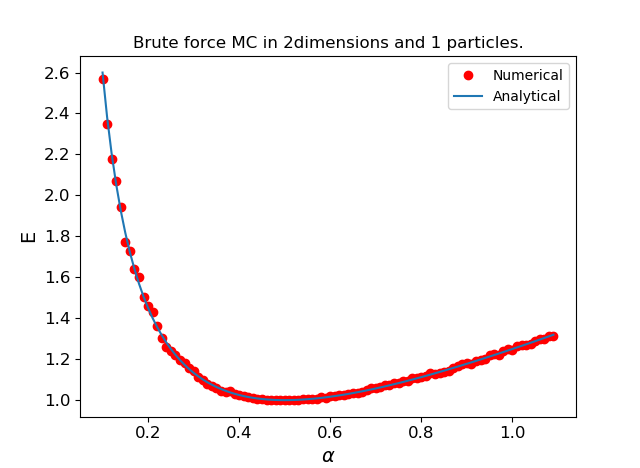 Brute force MC in 2dimensions and 1 particles.
Numerical
Analytical
2.6
2.4
2.2
2.0
1.8
1.6
1.4
1.2
1.0
E
0.2 0.4 0.6 0.8 1.0
α